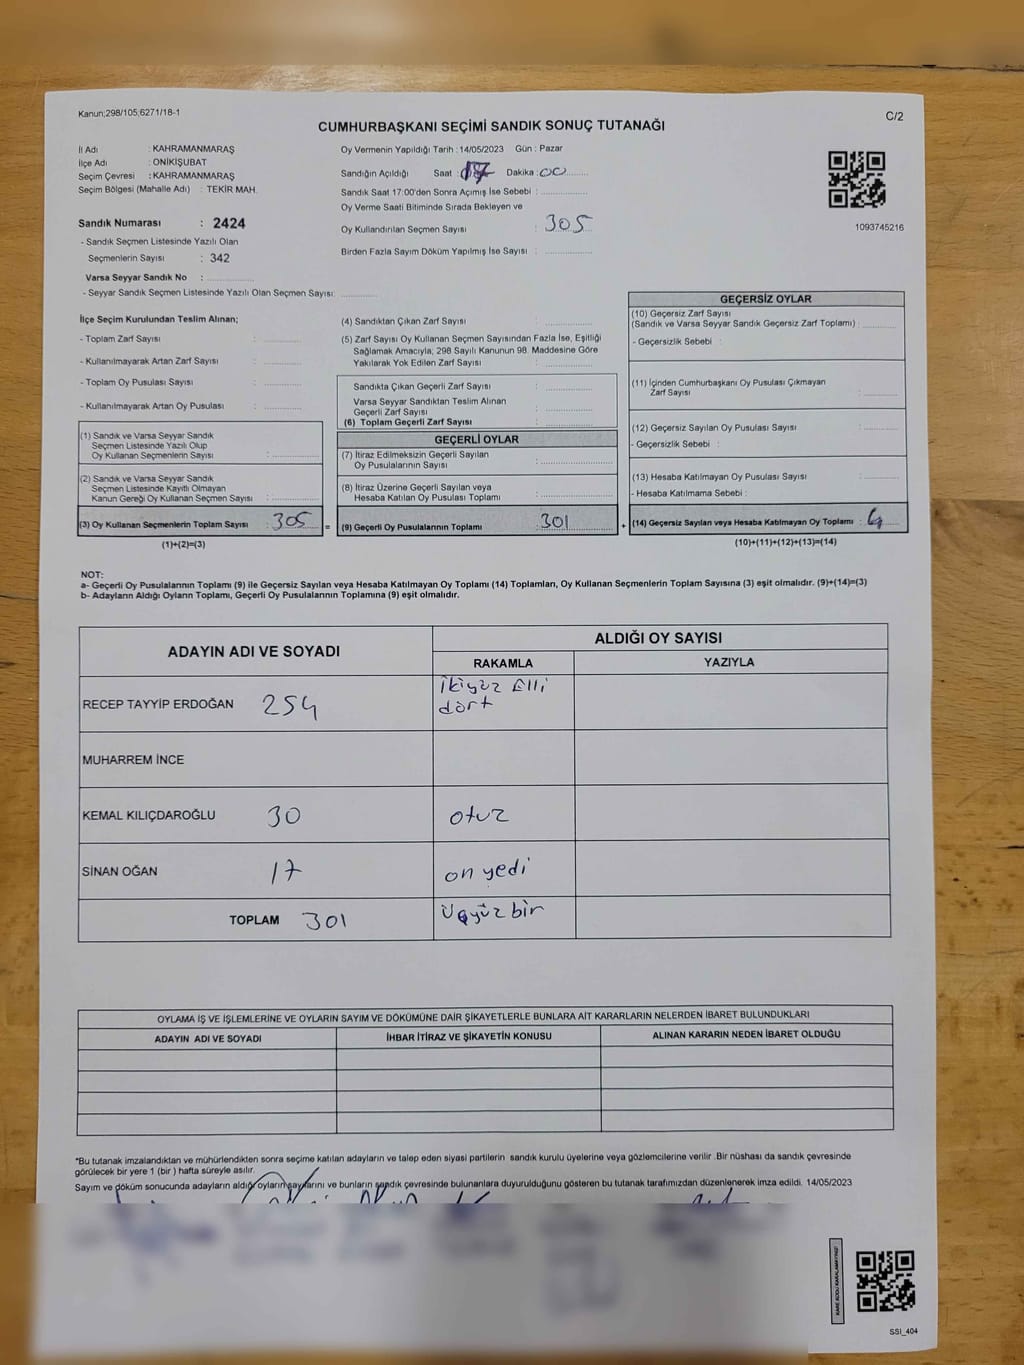 Kanun;298/105;6271/18-1
C/2
CUMHURBAŞKANI SEÇİMİ SANDIK SONUÇ TUTANAĞI
İl Adı : KAHRAMANMARAŞ
İlçe Adı : ONİKİŞUBAT
Seçim Çevresi : KAHRAMANMARAŞ
Seçim Bölgesi (Mahalle Adı) : TEKİR MAH.
Sandık Numarası : 2424
- Sandık Seçmen Listesinde Yazılı Olan
Seçmenlerin Sayısı : 342
Varsa Seyyar Sandık No :
- Seyyar Sandık Seçmen Listesinde Yazılı Olan Seçmen Sayısı:
Oy Vermenin Yapıldığı Tarih : 14/05/2023 Gün : Pazar
Sandığın Açıldığı Saat : Dakika : 00
Sandık Saat 17:00'den Sonra Açımış İse Sebebi :
Oy Verme Saati Bitiminde Sırada Bekleyen ve
Oy Kullandırılan Seçmen Sayısı : 305
Birden Fazla Sayım Döküm Yapılmış İse Sayısı :
1093745216
İlçe Seçim Kurulundan Teslim Alınan;
- Toplam Zarf Sayısı :
- Kullanılmayarak Artan Zarf Sayısı :
- Toplam Oy Pusulası Sayısı :
- Kullanılmayarak Artan Oy Pusulası :
(1) Sandık ve Varsa Seyyar Sandık
Seçmen Listesinde Yazılı Olup
Oy Kullanan Seçmenlerin Sayısı :
(2) Sandık ve Varsa Seyyar Sandık
Seçmen Listesinde Kayıtlı Olmayan
Kanun Gereği Oy Kullanan Seçmen Sayısı :
(3) Oy Kullanan Seçmenlerin Toplam Sayısı : 305 =
(1)+(2)=(3)
(4) Sandıktan Çıkan Zarf Sayısı :
(5) Zarf Sayısı Oy Kullanan Seçmen Sayısından Fazla İse, Eşitliği
Sağlamak Amacıyla; 298 Sayılı Kanunun 98. Maddesine Göre
Yakılarak Yok Edilen Zarf Sayısı :
Sandıkta Çıkan Geçerli Zarf Sayısı :
Varsa Seyyar Sandıktan Teslim Alınan
Geçerli Zarf Sayısı :
(6) Toplam Geçerli Zarf Sayısı :
GEÇERLİ OYLAR
(7) İtiraz Edilmeksizin Geçerli Sayılan
Oy Pusulalarının Sayısı :
(8) İtiraz Üzerine Geçerli Sayılan veya
Hesaba Katılan Oy Pusulası Toplamı :
(9) Geçerli Oy Pusulalarının Toplamı : 301 +
GEÇERSİZ OYLAR
(10) Geçersiz Zarf Sayısı
(Sandık ve Varsa Seyyar Sandık Geçersiz Zarf Toplamı) :
- Geçersizlik Sebebi :
(11) İçinden Cumhurbaşkanı Oy Pusulası Çıkmayan
Zarf Sayısı :
(12) Geçersiz Sayılan Oy Pusulası Sayısı :
- Geçersizlik Sebebi :
(13) Hesaba Katılmayan Oy Pusulası Sayısı :
- Hesaba Katılmama Sebebi :
(14) Geçersiz Sayılan veya Hesaba Katılmayan Oy Toplamı : 4
(10)+(11)+(12)+(13)=(14)
NOT:
a- Geçerli Oy Pusulalarının Toplamı (9) ile Geçersiz Sayılan veya Hesaba Katılmayan Oy Toplamı (14) Toplamları, Oy Kullanan Seçmenlerin Toplam Sayısına (3) eşit olmalıdır. (9)+(14)=(3)
b- Adayların Aldığı Oyların Toplamı, Geçerli Oy Pusulalarının Toplamına (9) eşit olmalıdır.
ADAYIN ADI VE SOYADI
ALDIĞI OY SAYISI
RAKAMLA YAZIYLA
RECEP TAYYİP ERDOĞAN 254 ikiyüz Elli
dört
MUHARREM İNCE
KEMAL KILIÇDAROĞLU 30 otuz
SİNAN OĞAN 17 on yedi
TOPLAM 301 Üçyüz bir
OYLAMA İŞ VE İŞLEMLERİNE VE OYLARIN SAYIM VE DÖKÜMÜNE DAİR ŞİKAYETLERLE BUNLARA AİT KARARLARIN NELERDEN İBARET BULUNDUKLARI
ADAYIN ADI VE SOYADI İHBAR İTİRAZ VE ŞİKAYETİN KONUSU ALINAN KARARIN NEDEN İBARET OLDUĞU
*Bu tutanak imzalandıktan ve mühürlendikten sonra seçime katılan adayların ve talep eden siyasi partilerin sandık kurulu üyelerine veya gözlemcilerine verilir .Bir nüshası da sandık çevresinde
görülecek bir yere 1 (bir ) hafta süreyle asılır.
Sayım ve döküm sonucunda adayların aldığı oyların sayılarını ve bunların sandık çevresinde bulunanlara duyurulduğunu gösteren bu tutanak tarafımızdan düzenlenerek imza edildi. 14/05/2023
SSI_404